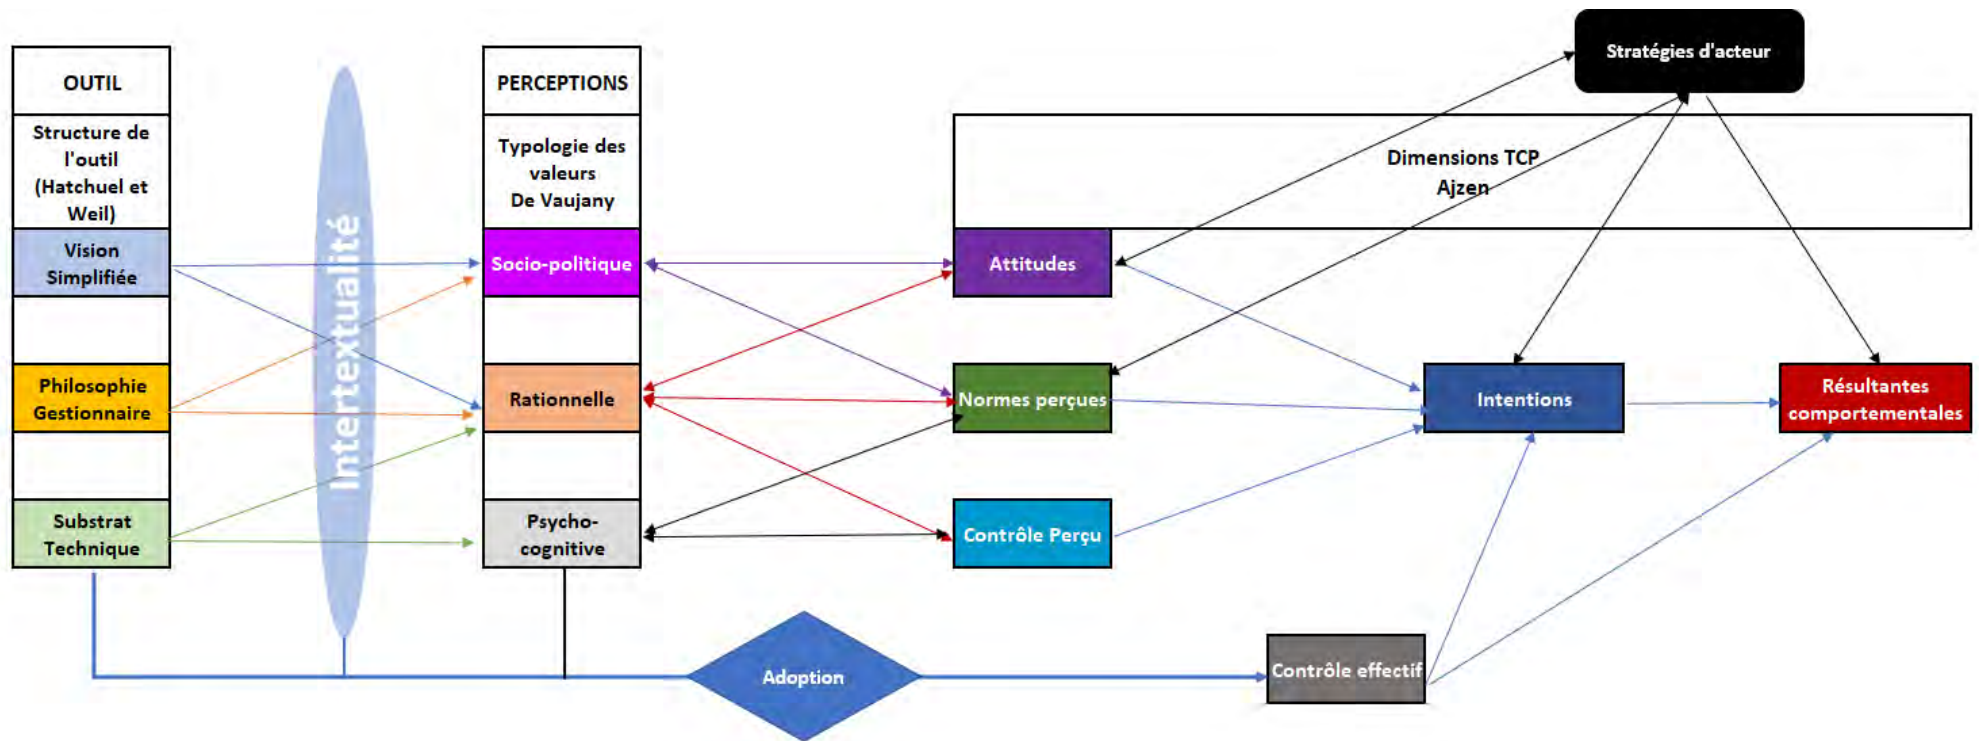 OUTIL
Structure de
l'outil
(Hatchuel et
Weil)
Vision
Simplifiée
Philosophie
Gestionnaire
Substrat
Technique
Intertextualité
PERCEPTIONS
Typologie des
valeurs
De Vaujany
Socio-politique
Rationnelle
Psycho-
cognitive
Stratégies d'acteur
Dimensions TCP
Ajzen
Attitudes
Normes perçues
Contrôle Perçu
Intentions
Résultantes
comportementales
Adoption
Contrôle effectif